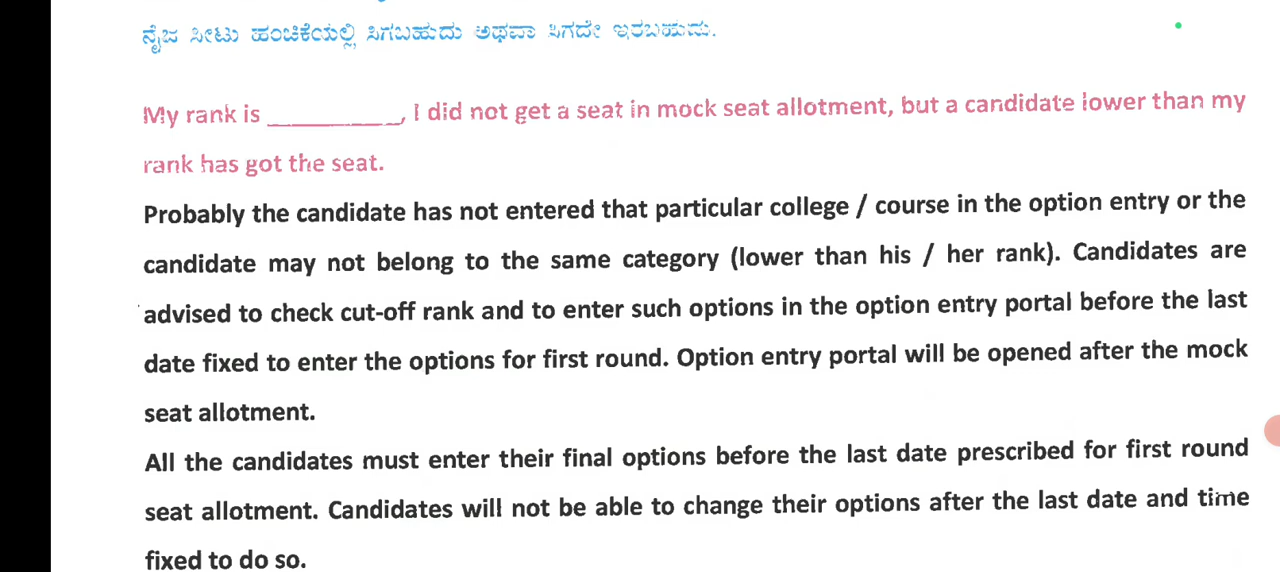 ನೈಜ ಸೀಟು ಹಂಚಿಕೆಯಲ್ಲಿ ಸಿಗಬಹುದು ಅಥವಾ ಸಿಗದೇ ಇರಬಹುದು.
My rank is __________, I did not get a seat in mock seat allotment, but a candidate lower than my
rank has got the seat.
Probably the candidate has not entered that particular college / course in the option entry or the
candidate may not belong to the same category (lower than his / her rank). Candidates are
advised to check cut-off rank and to enter such options in the option entry portal before the last
date fixed to enter the options for first round. Option entry portal will be opened after the mock
seat allotment.
All the candidates must enter their final options before the last date prescribed for first round
seat allotment. Candidates will not be able to change their options after the last date and time
fixed to do so.